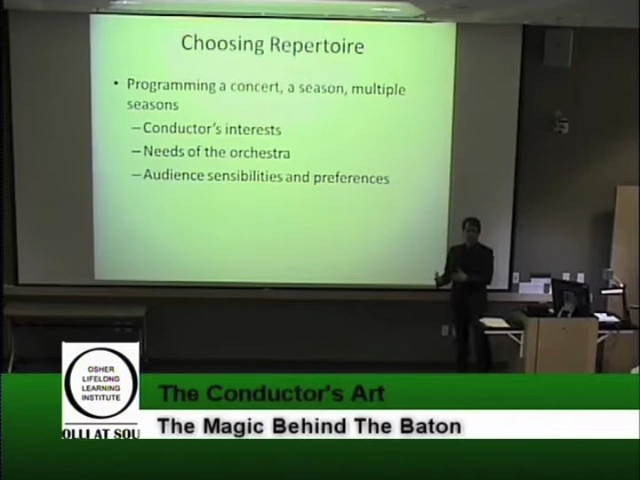 Choosing Repertoire
• Programming a concert, a season, multiple
seasons
–Conductor's interests
–Needs of the orchestra
–Audience sensibilities and preferences
OSHER
LIFELONG
LEARNING
INSTITUTE
OLLI AT SOU
The Conductor's Art
The Magic Behind The Baton